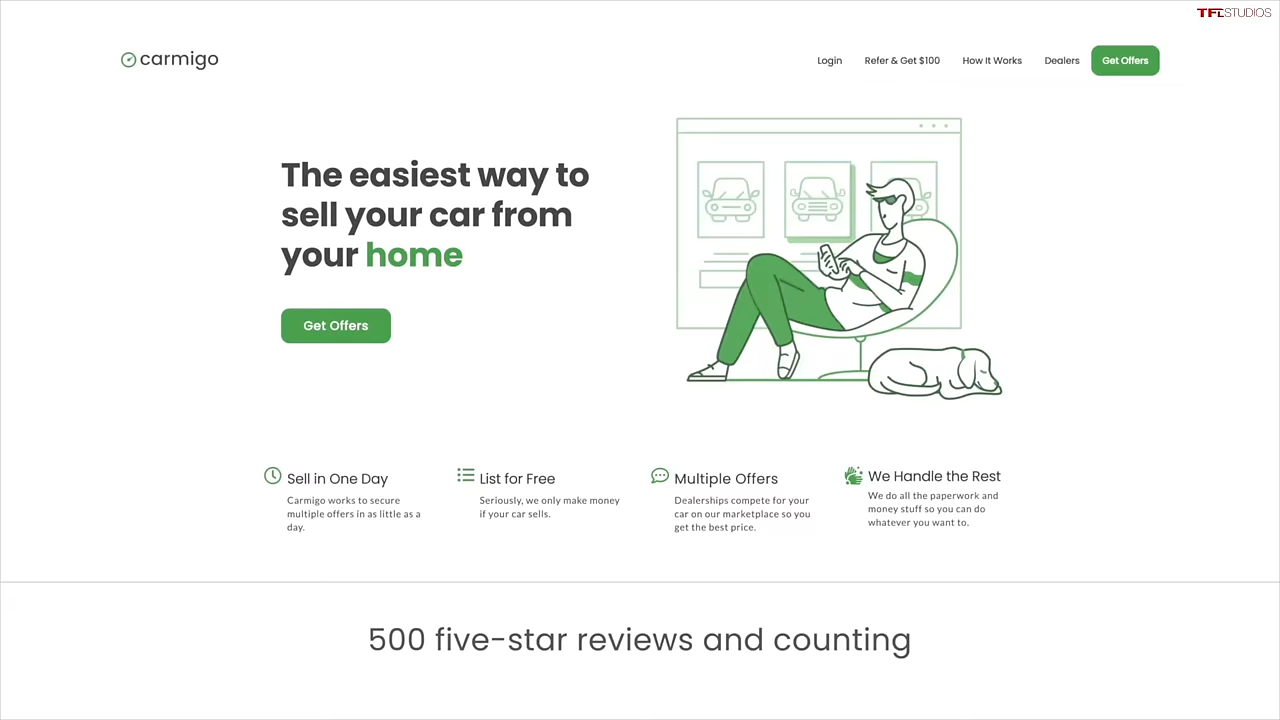 TFLSTUDIOS
carmigo
Login
Refer & Get $100
How It Works
Dealers
Get Offers
The easiest way to
sell your car from
your home
Get Offers
Sell in One Day
Carmigo works to secure
multiple offers in as little as a
day.
List for Free
Seriously, we only make money
if your car sells.
Multiple Offers
Dealerships compete for your
car on our marketplace so you
get the best price.
We Handle the Rest
We do all the paperwork and
money stuff so you can do
whatever you want to.
500 five-star reviews and counting